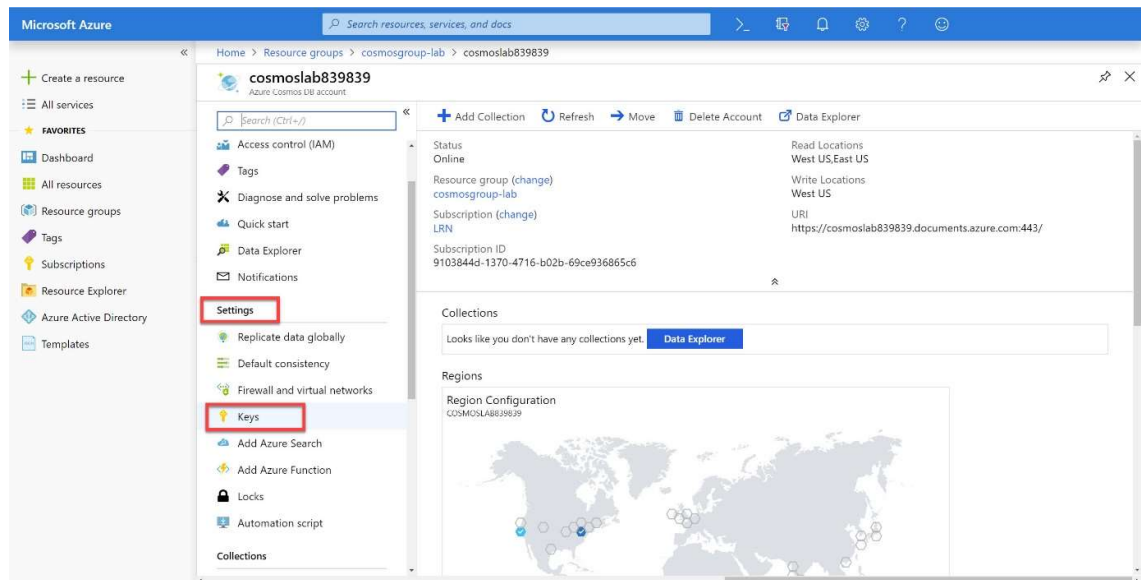 Microsoft Azure
Search resources, services, and docs
Home > Resource groups > cosmosgroup-lab > cosmoslab839839
Create a resource
All services
FAVORITES
Dashboard
All resources
Resource groups
Tags
Subscriptions
Resource Explorer
Azure Active Directory
Templates
cosmoslab839839
Azure Cosmos DB account
Search (Ctrl+/)
Access control (IAM)
Tags
Diagnose and solve problems
Quick start
Data Explorer
Notifications
Settings
Replicate data globally
Default consistency
Firewall and virtual networks
Keys
Add Azure Search
Add Azure Function
Locks
Automation script
Collections
Add Collection Refresh Move Delete Account Data Explorer
Status
Online
Resource group (change)
cosmosgroup-lab
Subscription (change)
LRN
Subscription ID
9103844d-1370-4716-b02b-69ce936865c6
Read Locations
West US,East US
Write Locations
West US
URI
https://cosmoslab839839.documents.azure.com:443/
Collections
Looks like you don't have any collections yet. Data Explorer
Regions
Region Configuration
COSMOSLAB839839